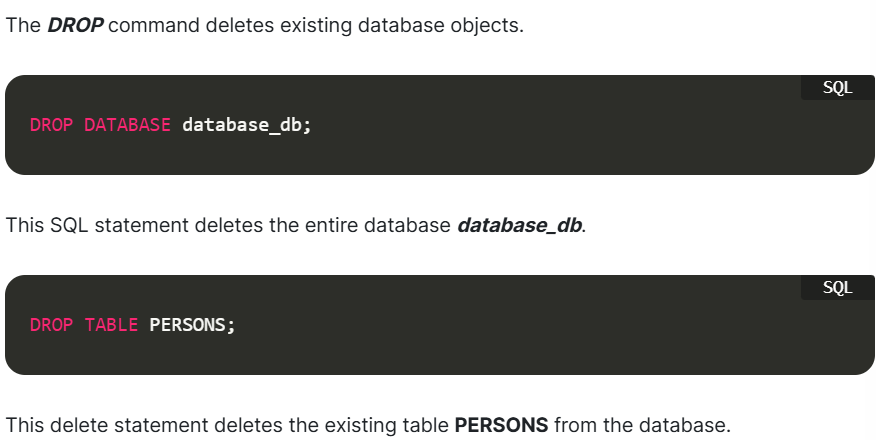 The DROP command deletes existing database objects.
SQL
DROP DATABASE database_db;
This SQL statement deletes the entire database database_db.
SQL
DROP TABLE PERSONS;
This delete statement deletes the existing table PERSONS from the database.